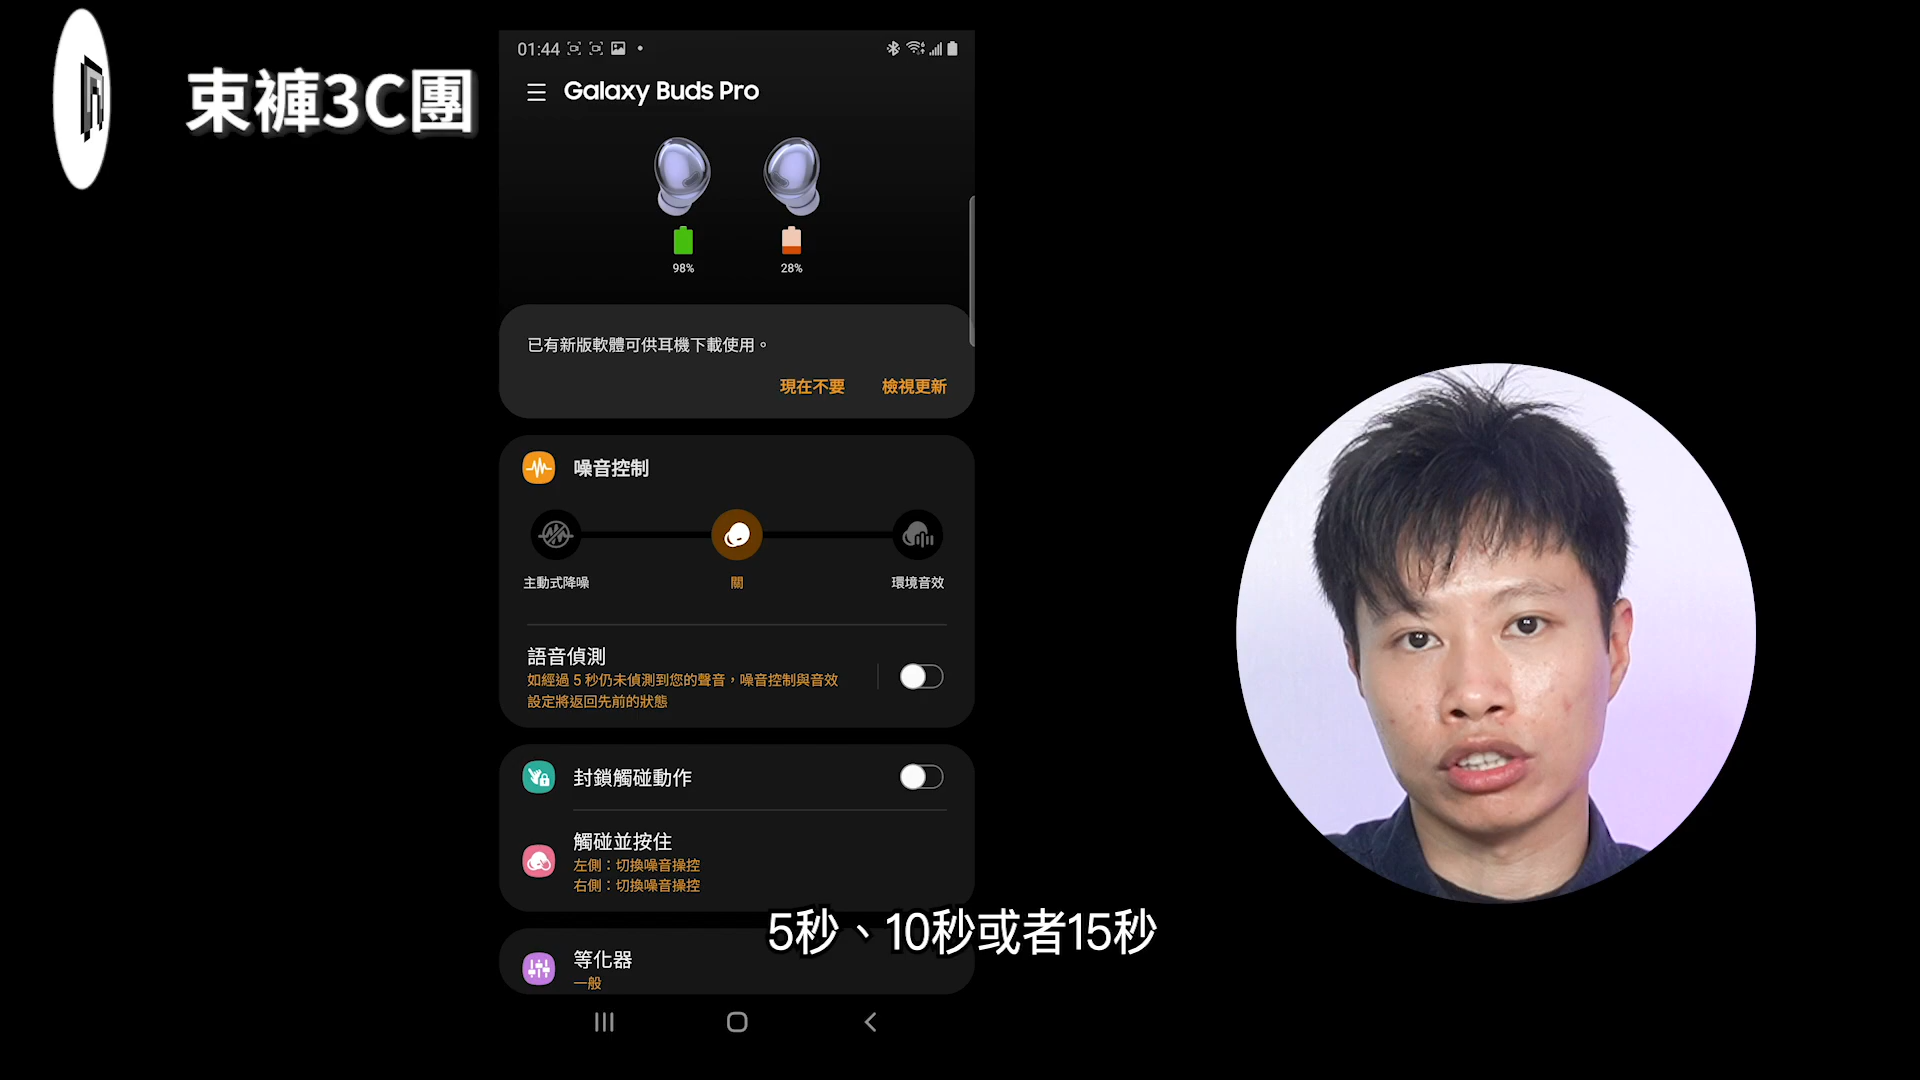 束褲3C團
01:44
Galaxy Buds Pro
98%
28%
已有新版軟體可供耳機下載使用。
現在不要
檢視更新
噪音控制
主動式降噪
關
環境音效
語音偵測
如經過 5 秒仍未偵測到您的聲音，噪音控制與音效
設定將返回先前的狀態
封鎖觸碰動作
觸碰並按住
左側：切換噪音操控
右側：切換噪音操控
5秒、10秒或者15秒
等化器
一般